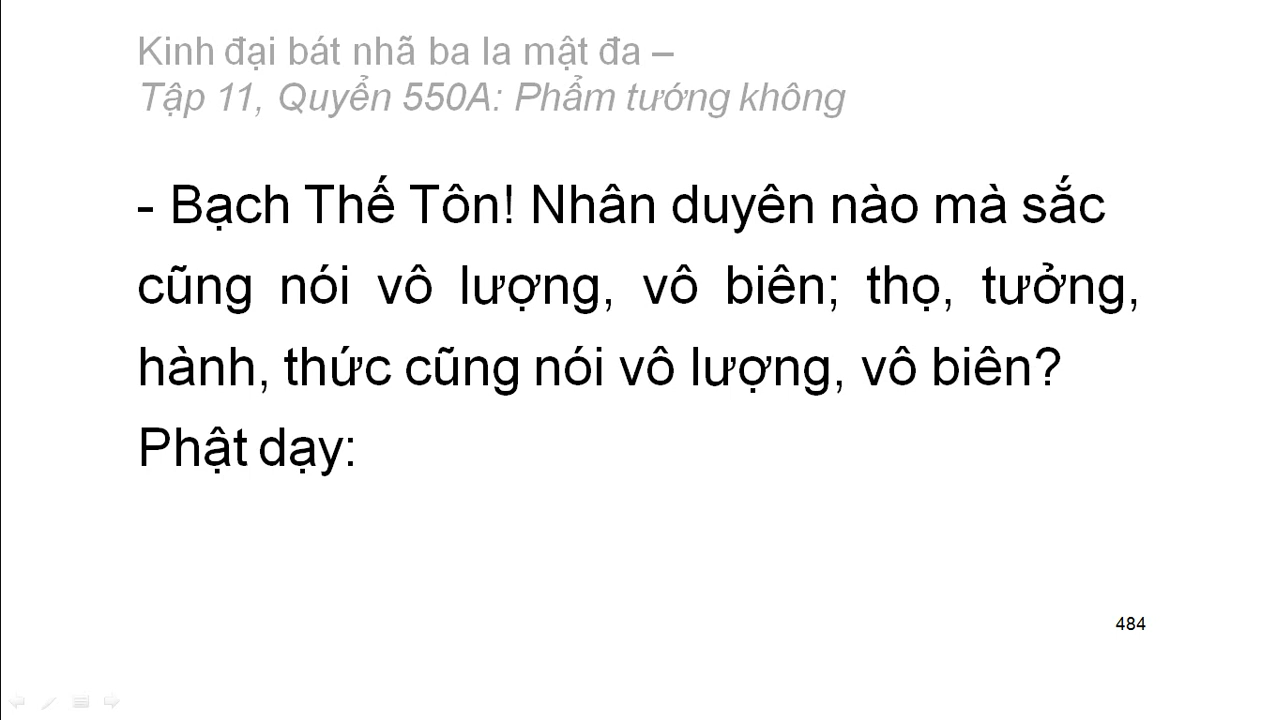 Kinh đại bát nhã ba la mật đa –
Tập 11, Quyển 550A: Phẩm tướng không
- Bạch Thế Tôn! Nhân duyên nào mà sắc
cũng nói vô lượng, vô biên; thọ, tưởng,
hành, thức cũng nói vô lượng, vô biên?
Phật dạy:
484